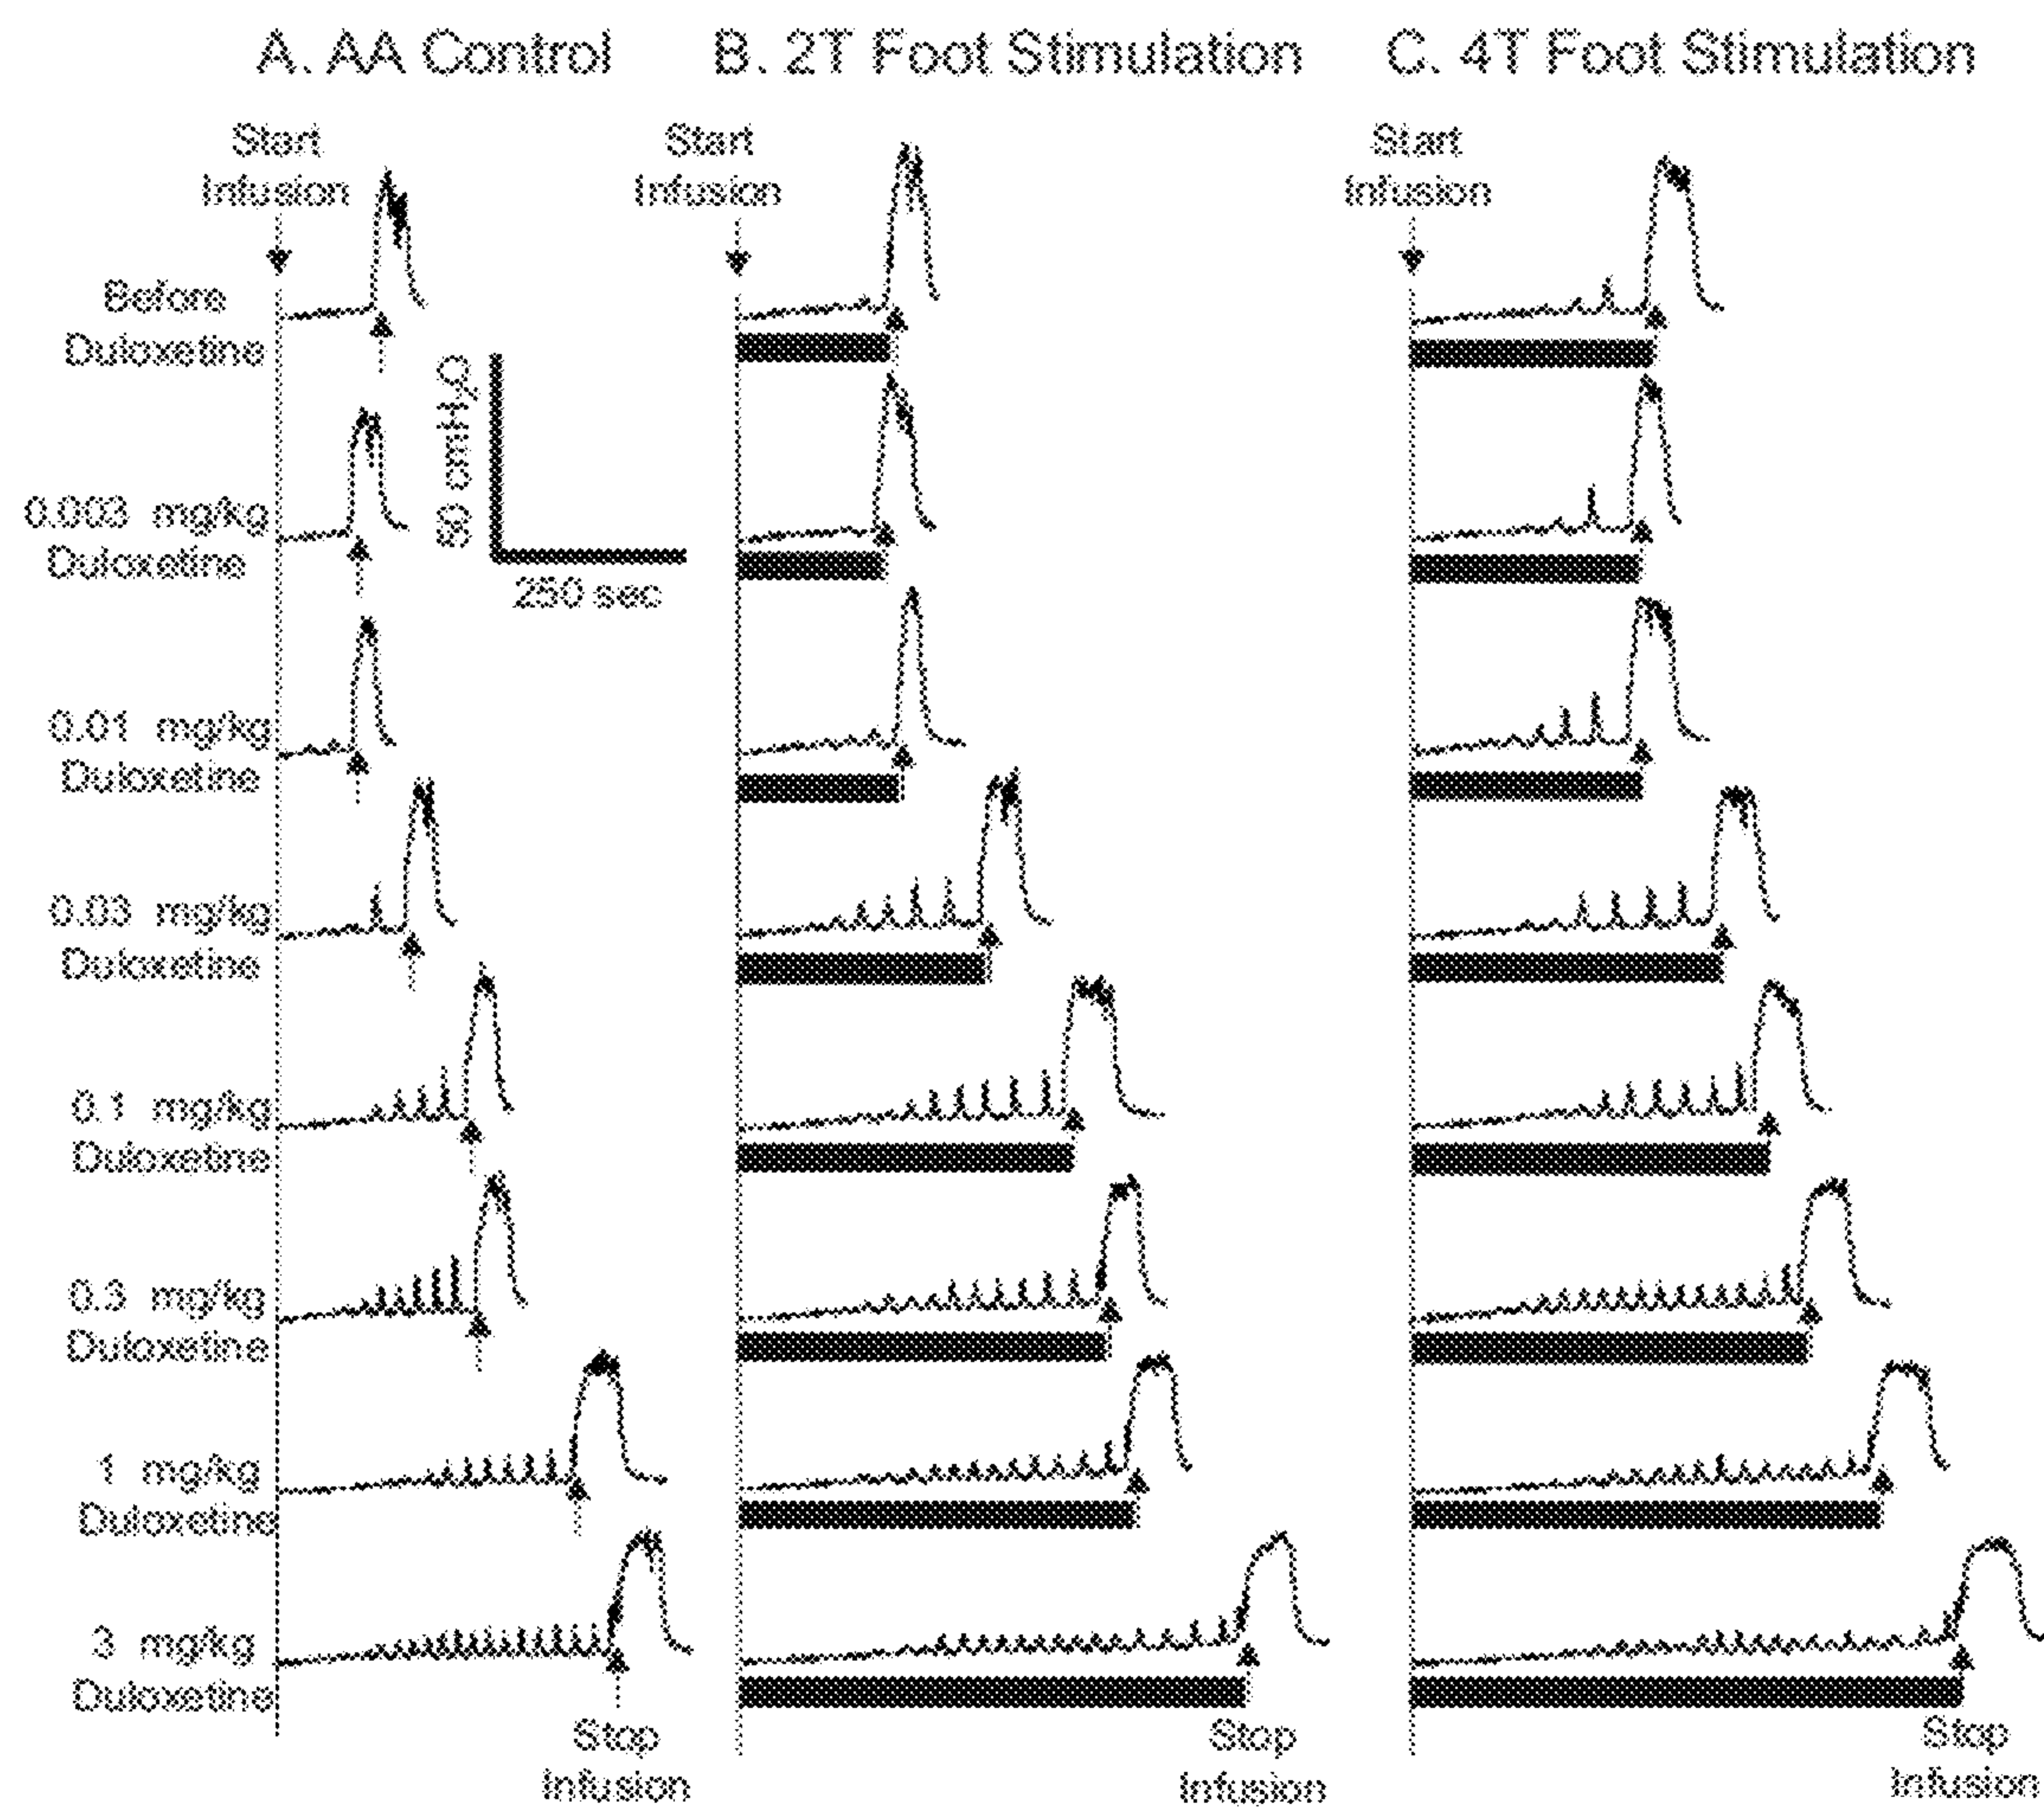 A. AA Control
B. 2T Foot Stimulation
C. 4T Foot Stimulation
Start
Infusion
Start
Infusion
Start
Infusion
Before
Duloxetine
50 cmH₂O
250 sec
0.003 mg/kg
Duloxetine
0.01 mg/kg
Duloxetine
0.03 mg/kg
Duloxetine
0.1 mg/kg
Duloxetine
0.3 mg/kg
Duloxetine
1 mg/kg
Duloxetine
3 mg/kg
Duloxetine
Stop
Infusion
Stop
Infusion
Stop
Infusion